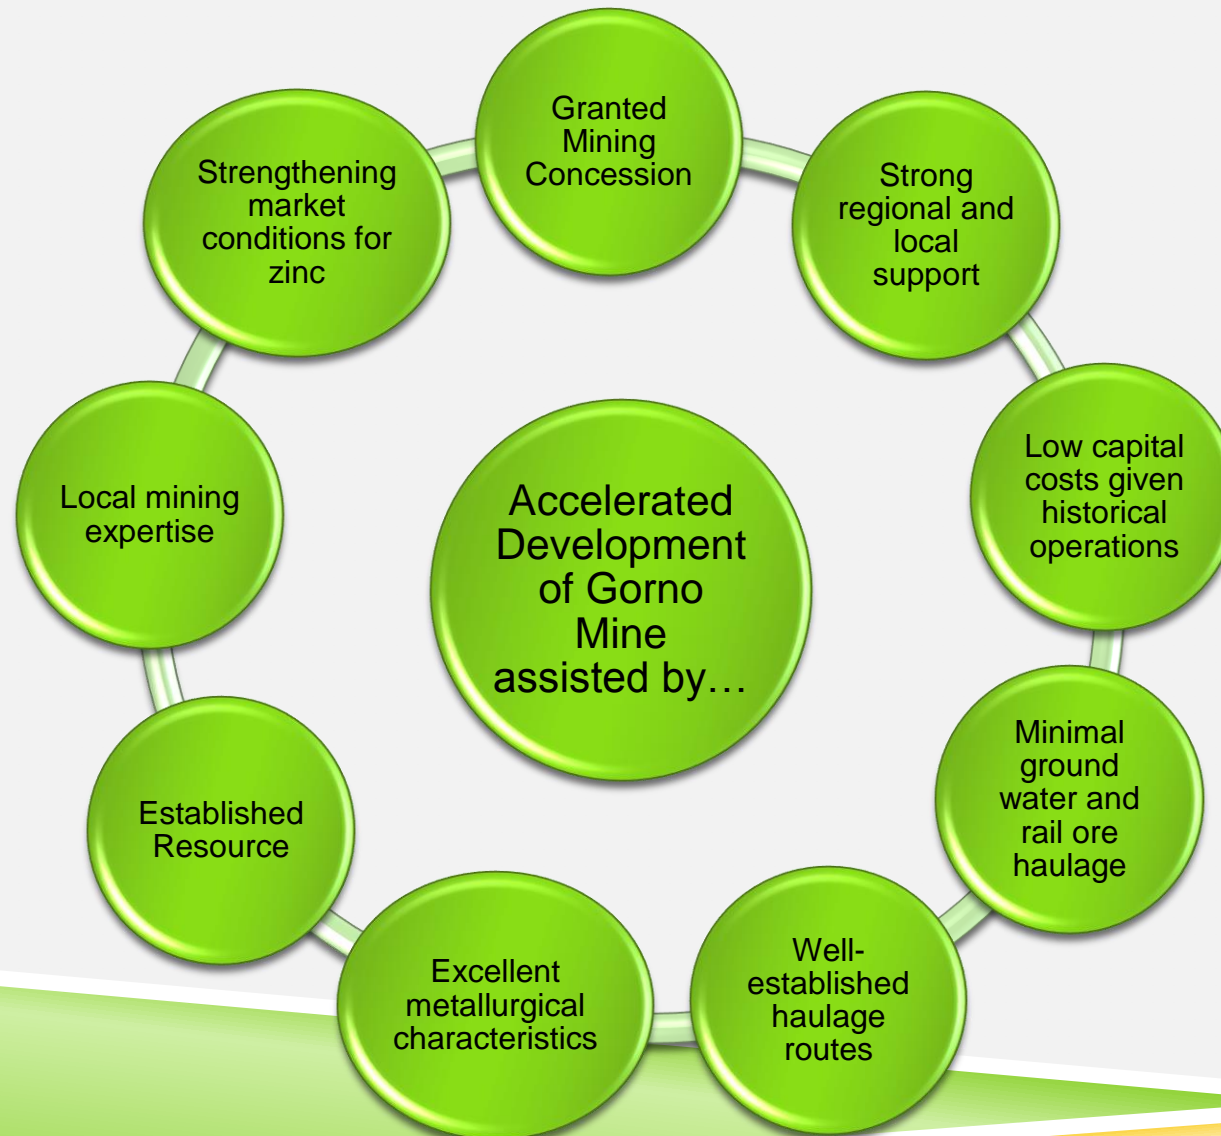 Granted
Mining
Concession
Strong
regional and
local
support
Low capital
costs given
historical
operations
Minimal
ground
water and
rail ore
haulage
Well-
established
haulage
routes
Excellent
metallurgical
characteristics
Established
Resource
Local mining
expertise
Strengthening
market
conditions for
zinc
Accelerated
Development
of Gorno
Mine
assisted by…